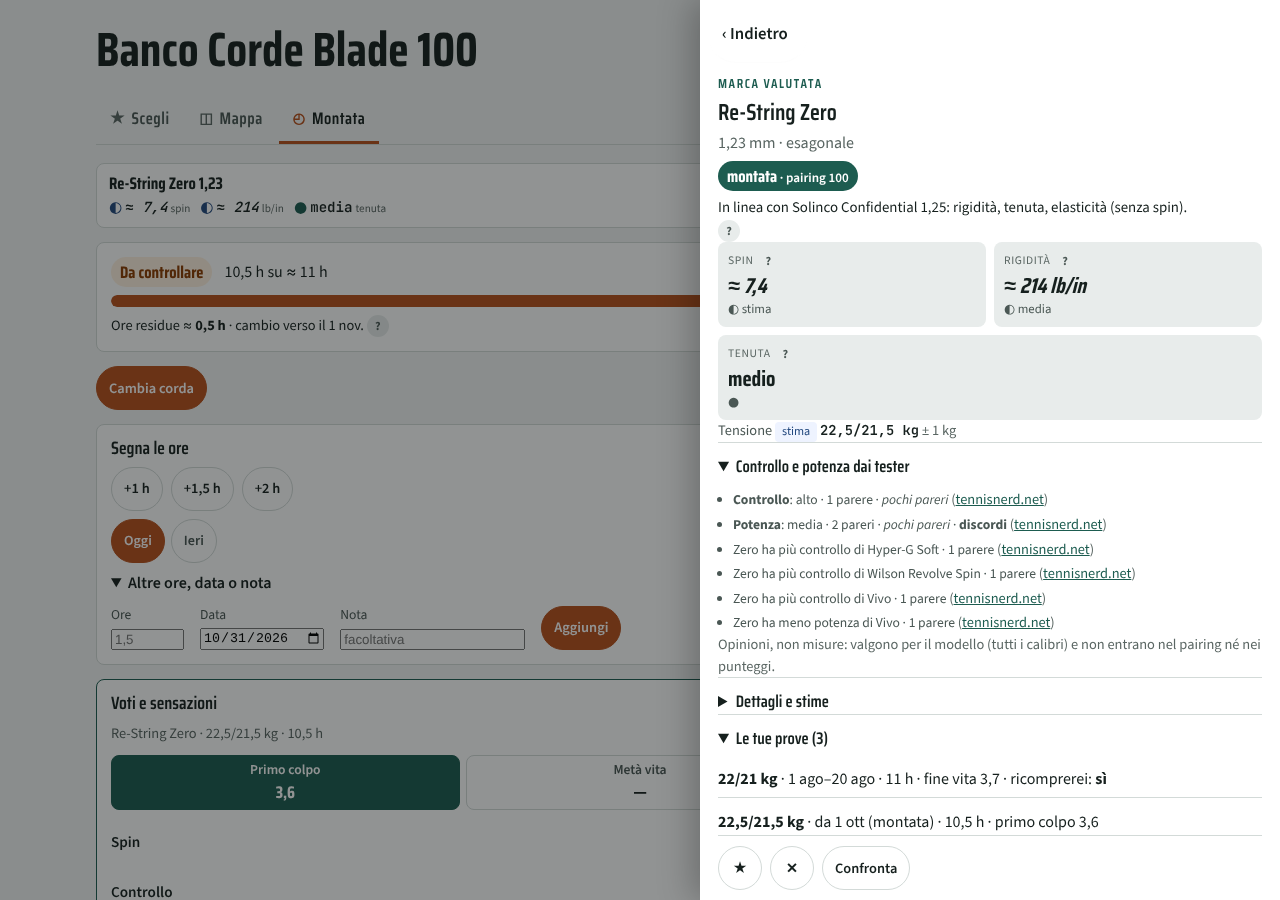 Banco Corde Blade 100
★ Scegli
Mappa
Montata
Re-String Zero 1,23
≈ 7,4 spin ≈ 214 lb/in media tenuta
Da controllare 10,5 h su ≈ 11 h
Ore residue ≈ 0,5 h · cambio verso il 1 nov. ?
Cambia corda
Segna le ore
+1 h +1,5 h +2 h
Oggi Ieri
▼ Altre ore, data o nota
Ore Data Nota
1,5 10/31/2026 facoltativa Aggiungi
Voti e sensazioni
Re-String Zero · 22,5/21,5 kg · 10,5 h
Primo colpo
3,6
Metà vita
—
Spin
Controllo
‹ Indietro
MARCA VALUTATA
Re-String Zero
1,23 mm · esagonale
montata · pairing 100
In linea con Solinco Confidential 1,25: rigidità, tenuta, elasticità (senza spin).
?
SPIN ?
≈ 7,4
stima
RIGIDITÀ ?
≈ 214 lb/in
media
TENUTA ?
medio
Tensione stima 22,5/21,5 kg ± 1 kg
▼ Controllo e potenza dai tester
• Controllo: alto · 1 parere · pochi pareri (tennisnerd.net)
• Potenza: media · 2 pareri · pochi pareri · discordi (tennisnerd.net)
• Zero ha più controllo di Hyper-G Soft · 1 parere (tennisnerd.net)
• Zero ha più controllo di Wilson Revolve Spin · 1 parere (tennisnerd.net)
• Zero ha più controllo di Vivo · 1 parere (tennisnerd.net)
• Zero ha meno potenza di Vivo · 1 parere (tennisnerd.net)
Opinioni, non misure: valgono per il modello (tutti i calibri) e non entrano nel pairing né nei
punteggi.
▶ Dettagli e stime
▼ Le tue prove (3)
22/21 kg · 1 ago–20 ago · 11 h · fine vita 3,7 · ricomprerei: sì
22,5/21,5 kg · da 1 ott (montata) · 10,5 h · primo colpo 3,6
★ ✕ Confronta